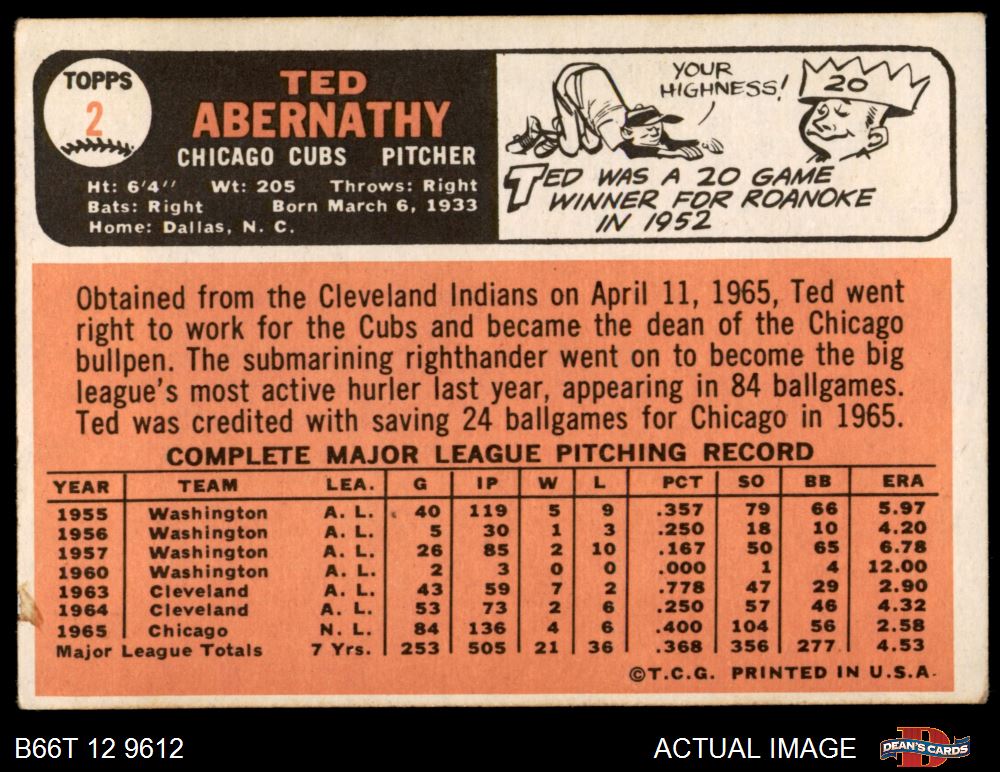 TOPPS
2
TED
ABERNATHY
CHICAGO CUBS PITCHER
Ht: 6'4" Wt: 205 Throws: Right
Bats: Right Born March 6, 1933
Home: Dallas, N. C.
YOUR
HIGHNESS!
20
TED WAS A 20 GAME
WINNER FOR ROANOKE
IN 1952
Obtained from the Cleveland Indians on April 11, 1965, Ted went
right to work for the Cubs and became the dean of the Chicago
bullpen. The submarining righthander went on to become the big
league's most active hurler last year, appearing in 84 ballgames.
Ted was credited with saving 24 ballgames for Chicago in 1965.
COMPLETE MAJOR LEAGUE PITCHING RECORD
YEAR TEAM LEA. G IP W L PCT SO BB ERA
1955 Washington A. L. 40 119 5 9 .357 79 66 5.97
1956 Washington A. L. 5 30 1 3 .250 18 10 4.20
1957 Washington A. L. 26 85 2 10 .167 50 65 6.78
1960 Washington A. L. 2 3 0 0 .000 1 4 12.00
1963 Cleveland A. L. 43 59 7 2 .778 47 29 2.90
1964 Cleveland A. L. 53 73 2 6 .250 57 46 4.32
1965 Chicago N. L. 84 136 4 6 .400 104 56 2.58
Major League Totals 7 Yrs. 253 505 21 36 .368 356 277 4.53
©T.C.G. PRINTED IN U.S.A.
B66T 12 9612
ACTUAL IMAGE
DEAN'S CARDS